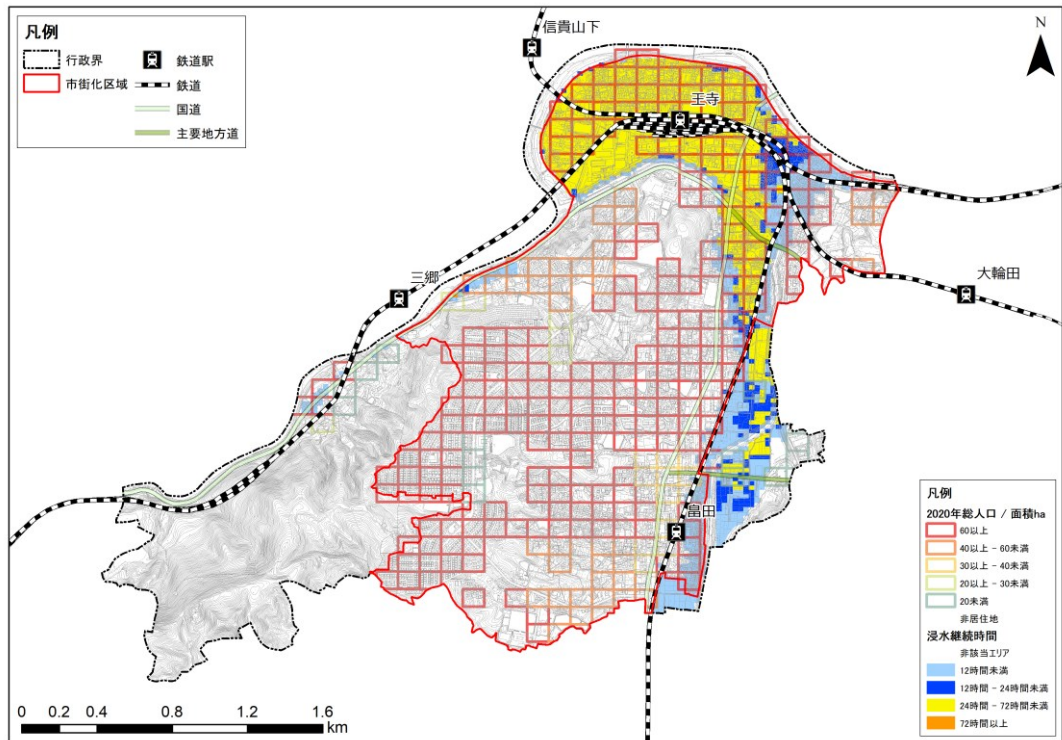 凡例
行政界
鉄道駅
市街化区域
鉄道
国道
主要地方道
信貴山下
N
王寺
三郷
大輪田
畠田
凡例
2020年総人口 / 面積ha
60以上
40以上 - 60未満
30以上 - 40未満
20以上 - 30未満
20未満
非居住地
浸水継続時間
非該当エリア
12時間未満
12時間 - 24時間未満
24時間 - 72時間未満
72時間以上
0 0.2 0.4 0.8 1.2 1.6
km